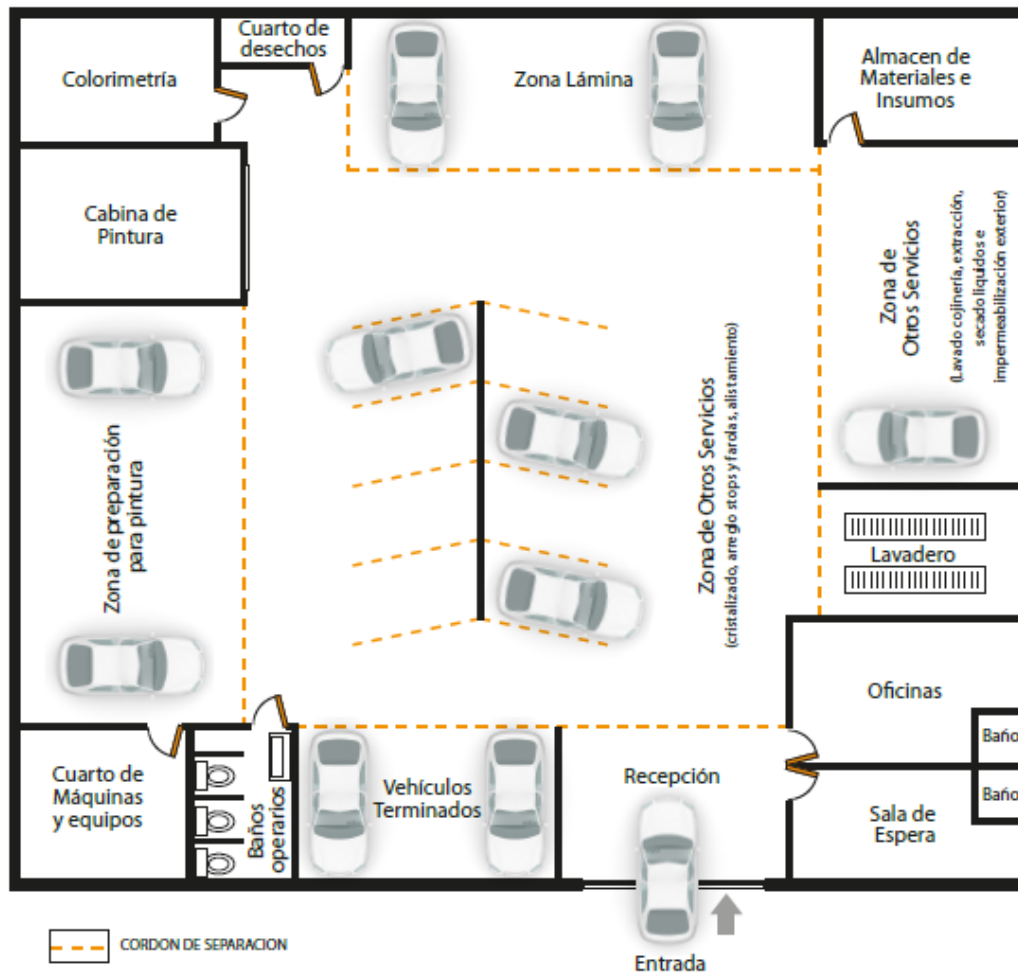 Colorimetría
Cuarto de
desechos
Zona Lámina
Almacen de
Materiales e
Insumos
Cabina de
Pintura
Zona de
Otros Servicios
(Lavado cojinería, extracción,
secado liquidos e
impermeabilización exterior)
Zona de preparación
para pintura
Zona de Otros Servicios
(cristalizado, arreglo stops y farolas, alistamiento)
Lavadero
Oficinas
Baño
Baño
Sala de
Espera
Cuarto de
Máquinas
y equipos
Baños
operarios
Vehículos
Terminados
Recepción
CORDON DE SEPARACION
Entrada